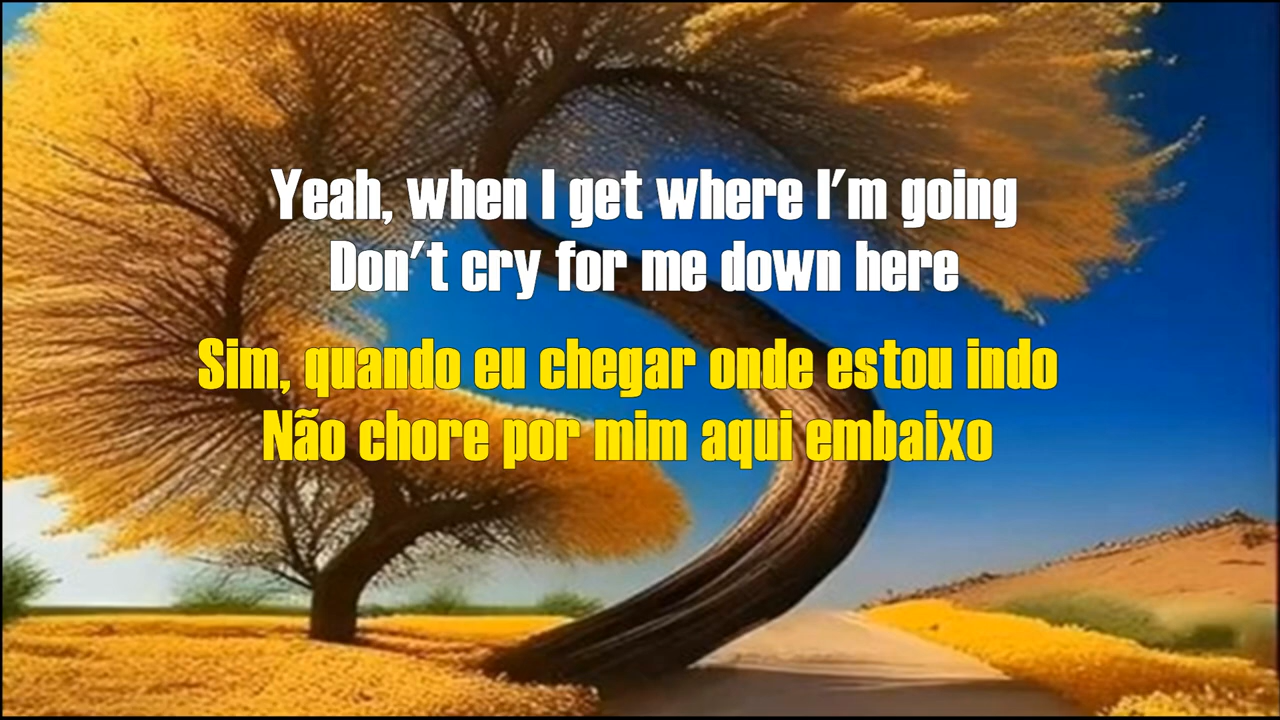 Yeah, when I get where I'm going
Don't cry for me down here
Sim, quando eu chegar onde estou indo
Não chore por mim aqui embaixo